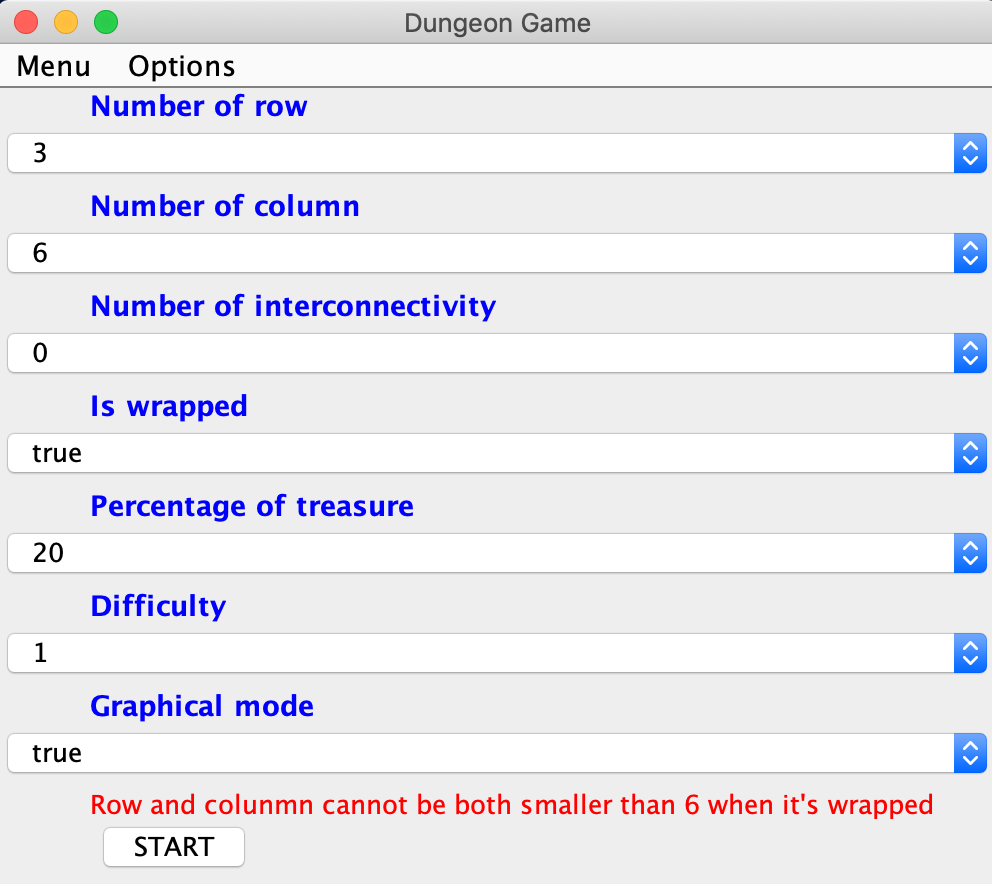 Dungeon Game
Menu Options
Number of row
3
Number of column
6
Number of interconnectivity
0
Is wrapped
true
Percentage of treasure
20
Difficulty
1
Graphical mode
true
Row and colunmn cannot be both smaller than 6 when it's wrapped
START